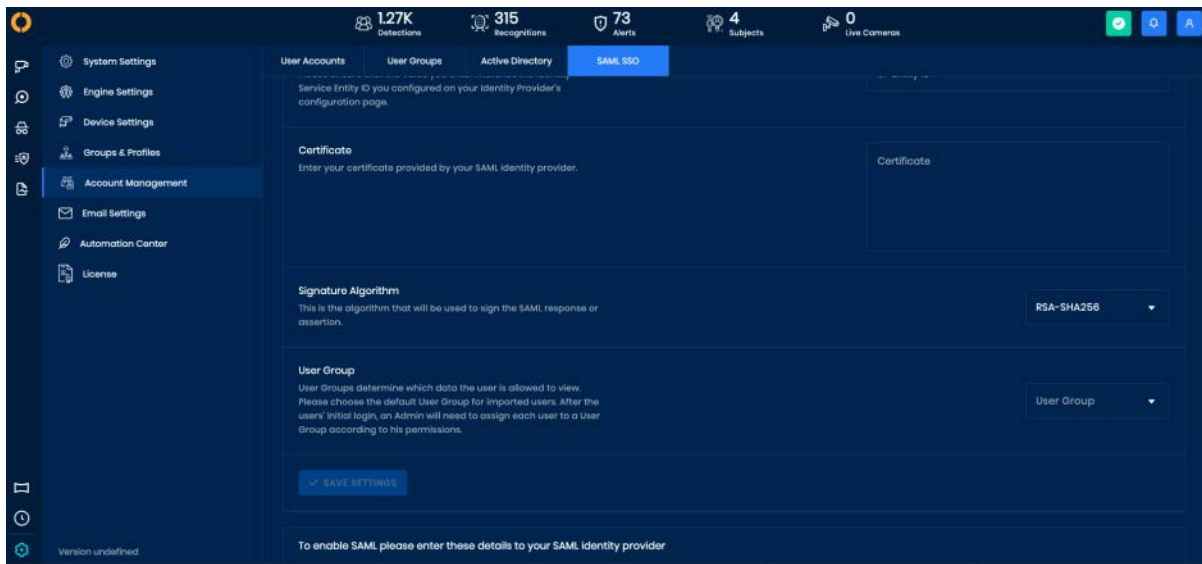 1.27K
Detections
315
Recognitions
73
Alerts
4
Subjects
0
Live Cameras
System Settings
Engine Settings
Device Settings
Groups & Profiles
Account Management
Email Settings
Automation Center
License
Version undefined
User Accounts
User Groups
Active Directory
SAML SSO
Service Entity ID you configured on your Identity Provider's
configuration page.
Certificate
Enter your certificate provided by your SAML identity provider.
Certificate
Signature Algorithm
This is the algorithm that will be used to sign the SAML response or
assertion.
RSA-SHA256
User Group
User Groups determine which data the user is allowed to view.
Please choose the default User Group for imported users. After the
users' initial login, an Admin will need to assign each user to a User
Group according to his permissions.
User Group
SAVE SETTINGS
To enable SAML please enter these details to your SAML identity provider